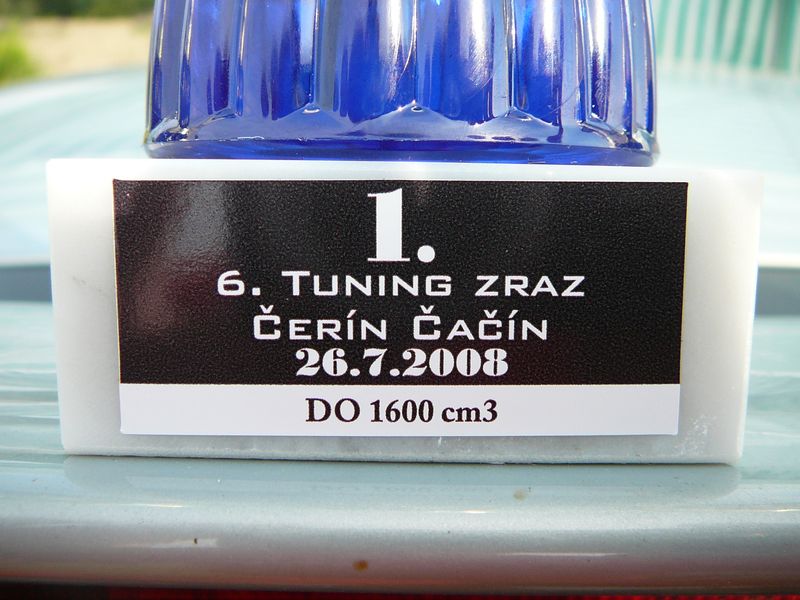 1.
6. TUNING ZRAZ
ČERÍN ČAČÍN
26.7.2008
DO 1600 cm3